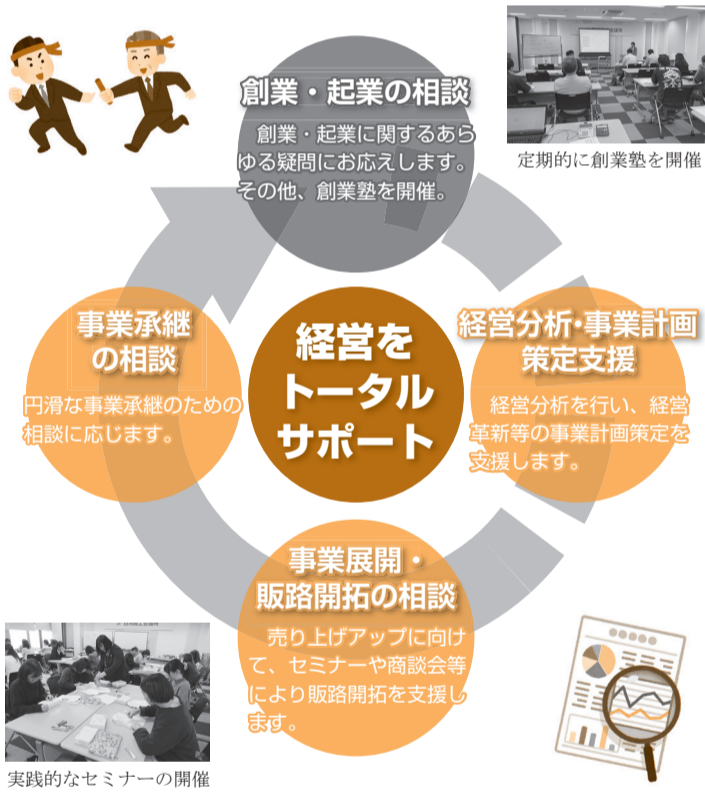 創業・起業の相談
創業・起業に関するあら
ゆる疑問にお応えします。
その他、創業塾を開催。
定期的に創業塾を開催
事業承継
の相談
円滑な事業承継のための
相談に応じます。
経営を
トータル
サポート
経営分析・事業計画
策定支援
経営分析を行い、経営
革新等の事業計画策定を
支援します。
事業展開・
販路開拓の相談
売り上げアップに向け
て、セミナーや商談会等
により販路開拓を支援し
ます。
実践的なセミナーの開催